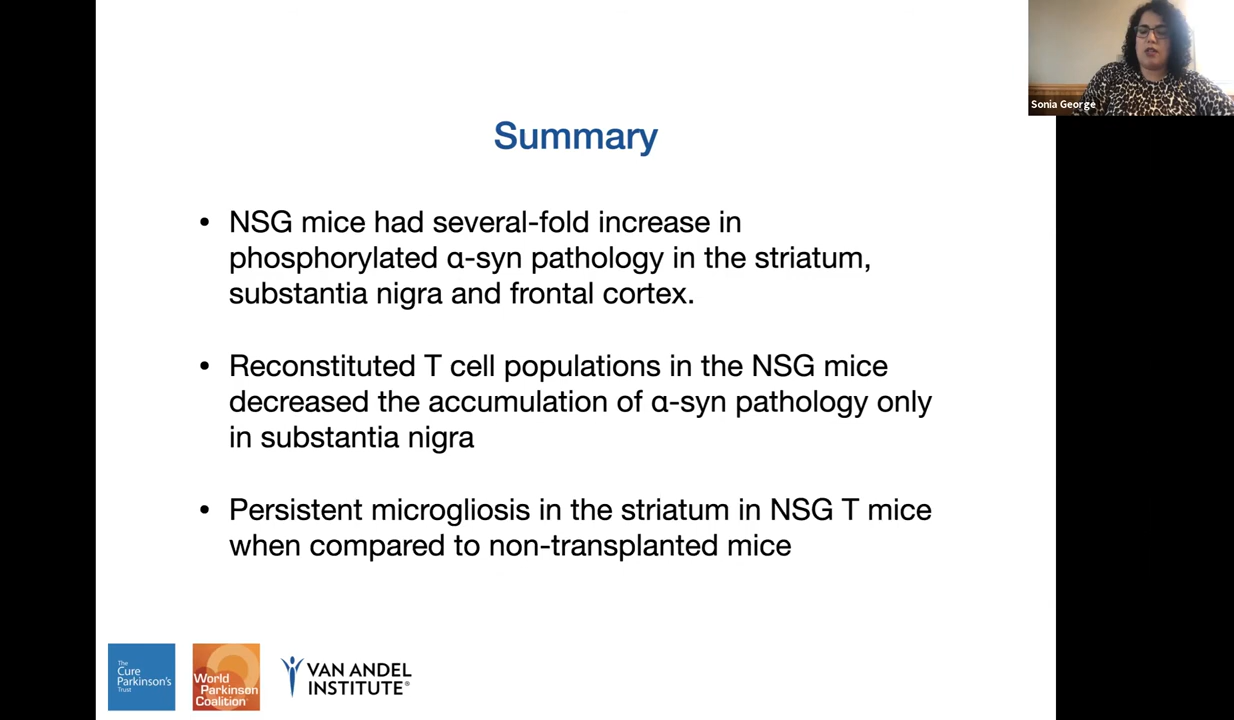 Sonia George
Summary
• NSG mice had several-fold increase in
phosphorylated α-syn pathology in the striatum,
substantia nigra and frontal cortex.
• Reconstituted T cell populations in the NSG mice
decreased the accumulation of α-syn pathology only
in substantia nigra
• Persistent microgliosis in the striatum in NSG T mice
when compared to non-transplanted mice
The
Cure
Parkinson's
Trust
World
Parkinson
Coalition
VAN ANDEL
INSTITUTE®